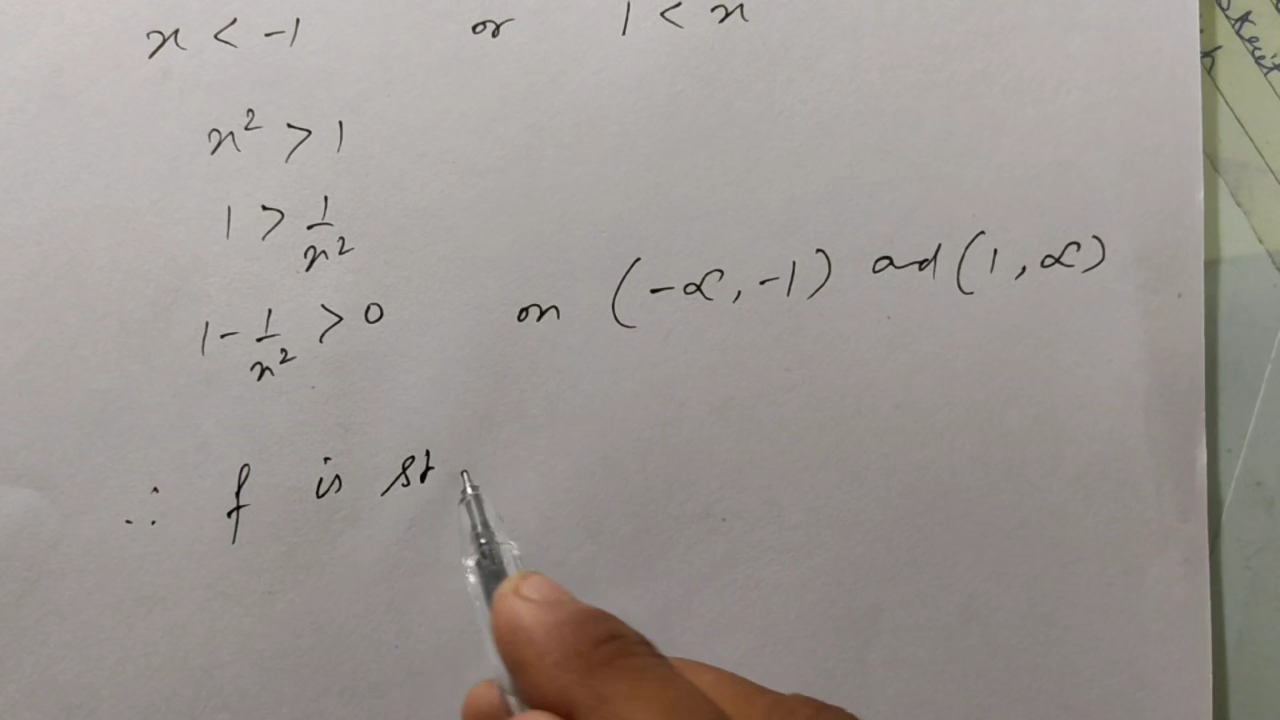 x < -1 or 1 < x
x² > 1
1 > 1/x²
1 - 1/x² > 0 on (-∞, -1) ad (1, ∞)
∴ f is st